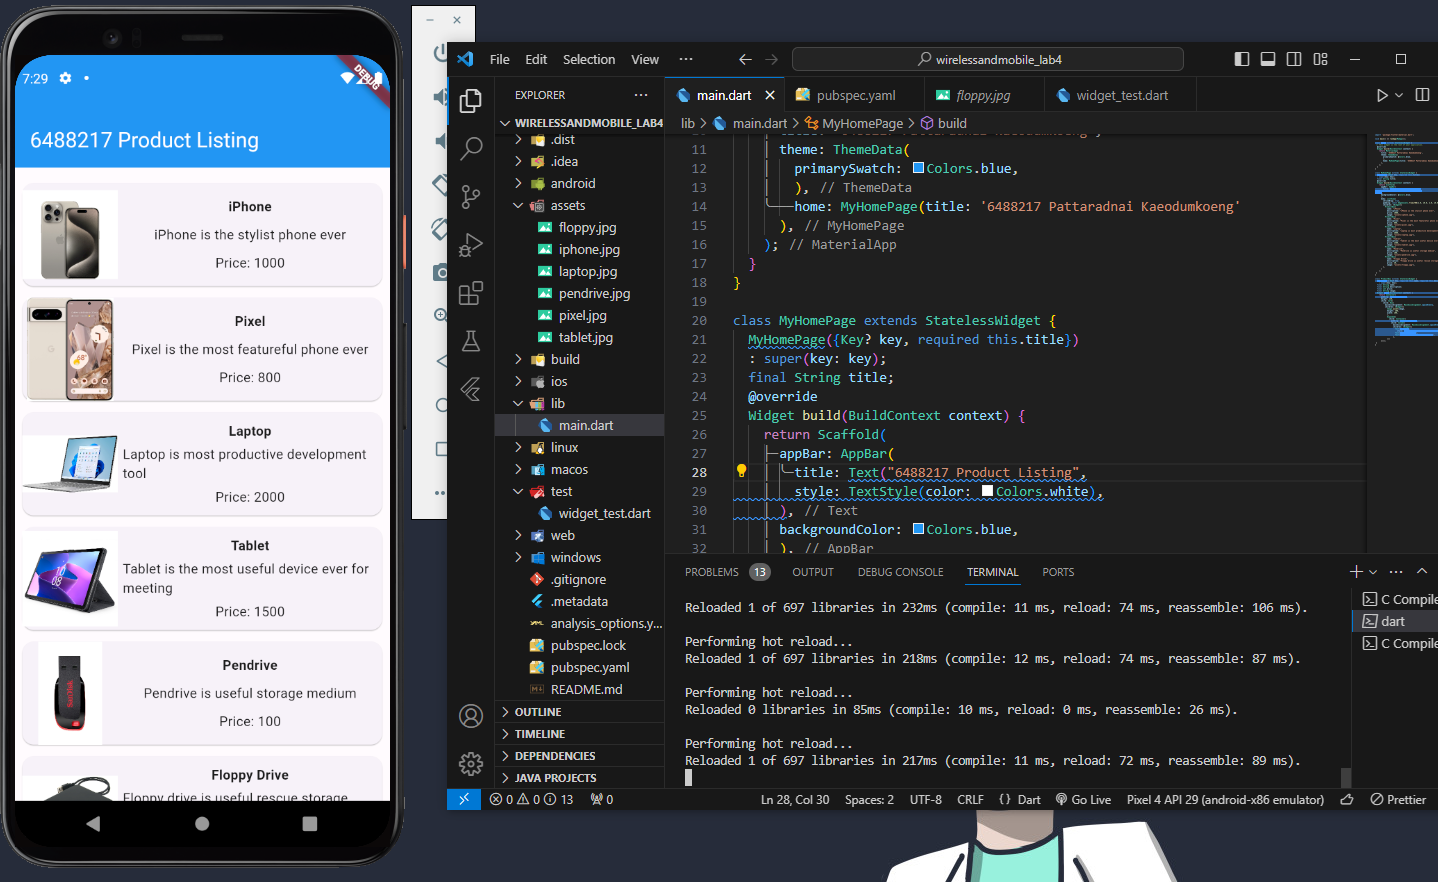 7:29
DEBUG
6488217 Product Listing
iPhone
iPhone is the stylist phone ever
Price: 1000
Pixel
Pixel is the most featureful phone ever
Price: 800
Laptop
Laptop is most productive development
tool
Price: 2000
Tablet
Tablet is the most useful device ever for
meeting
Price: 1500
SanDisk
Pendrive
Pendrive is useful storage medium
Price: 100
Floppy Drive
Floppy drive is useful rescue storage
File Edit Selection View ···
wirelessandmobile_lab4
EXPLORER ···
WIRELESSANDMOBILE_LAB4
.dist
.idea
android
assets
floppy.jpg
iphone.jpg
laptop.jpg
pendrive.jpg
pixel.jpg
tablet.jpg
build
ios
lib
main.dart
linux
macos
test
widget_test.dart
web
windows
.gitignore
.metadata
analysis_options.y...
pubspec.lock
pubspec.yaml
README.md
OUTLINE
TIMELINE
DEPENDENCIES
JAVA PROJECTS
main.dart pubspec.yaml floppy.jpg widget_test.dart
lib > main.dart > MyHomePage > build
11 theme: ThemeData(
12 primarySwatch: Colors.blue,
13 ), // ThemeData
14 home: MyHomePage(title: '6488217 Pattaradnai Kaeodumkoeng'
15 ), // MyHomePage
16 ); // MaterialApp
17 }
18 }
19
20 class MyHomePage extends StatelessWidget {
21 MyHomePage({Key? key, required this.title})
22 : super(key: key);
23 final String title;
24 @override
25 Widget build(BuildContext context) {
26 return Scaffold(
27 appBar: AppBar(
28 title: Text("6488217 Product Listing",
29 style: TextStyle(color: Colors.white),
30 ), // Text
31 backgroundColor: Colors.blue,
32 ), // AppBar
PROBLEMS 13 OUTPUT DEBUG CONSOLE TERMINAL PORTS
Reloaded 1 of 697 libraries in 232ms (compile: 11 ms, reload: 74 ms, reassemble: 106 ms).
Performing hot reload...
Reloaded 1 of 697 libraries in 218ms (compile: 12 ms, reload: 74 ms, reassemble: 87 ms).
Performing hot reload...
Reloaded 0 libraries in 85ms (compile: 10 ms, reload: 0 ms, reassemble: 26 ms).
Performing hot reload...
Reloaded 1 of 697 libraries in 217ms (compile: 11 ms, reload: 72 ms, reassemble: 89 ms).
C Compile
dart
C Compile
0 0 13 0 Ln 28, Col 30 Spaces: 2 UTF-8 CRLF {} Dart Go Live Pixel 4 API 29 (android-x86 emulator) Prettier